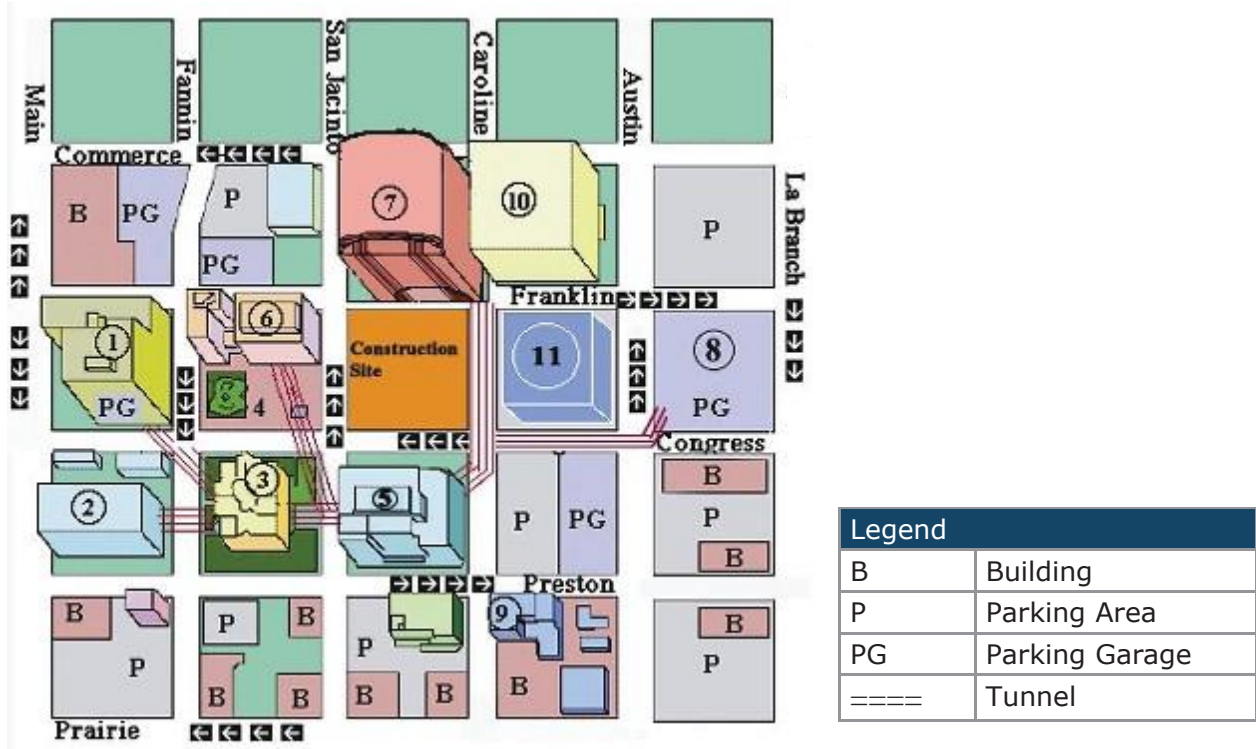 Main
Fannin
San Jacinto
Caroline
Austin
La Branch
Commerce
B
PG
P
PG
7
10
P
Franklin
1
PG
6
4
Construction
Site
11
8
PG
Congress
2
3
5
P
PG
B
P
B
Preston
B
P
P
B
B
B
P
B
B
9
B
B
P
Prairie
Legend
B Building
P Parking Area
PG Parking Garage
==== Tunnel